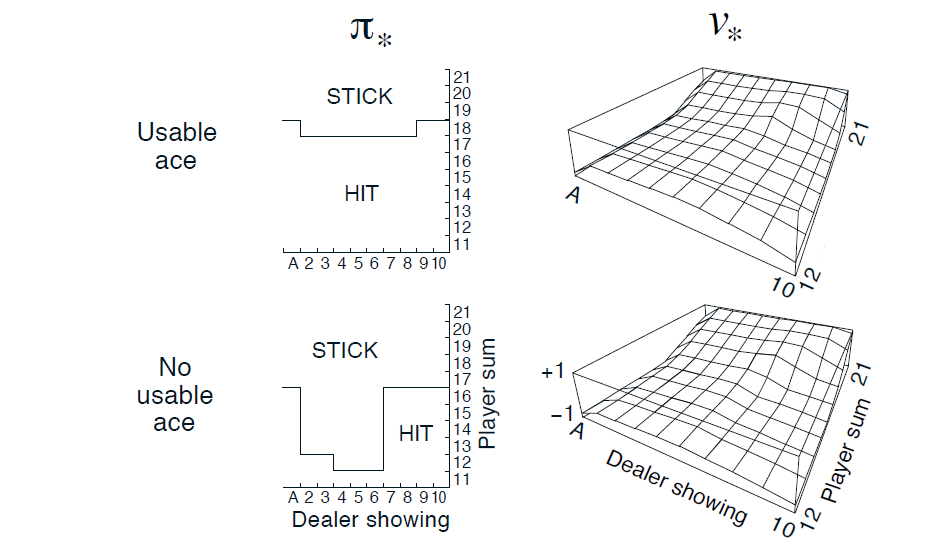 π*
v*
Usable
ace
STICK
HIT
21
20
19
18
17
16
15
14
13
12
11
A 2 3 4 5 6 7 8 9 10
A
10
12
21
No
usable
ace
STICK
HIT
21
20
19
18
17
16
15
14
13
12
11
Player sum
A 2 3 4 5 6 7 8 9 10
Dealer showing
+1
−1
A
Dealer showing
10
12
Player sum
21